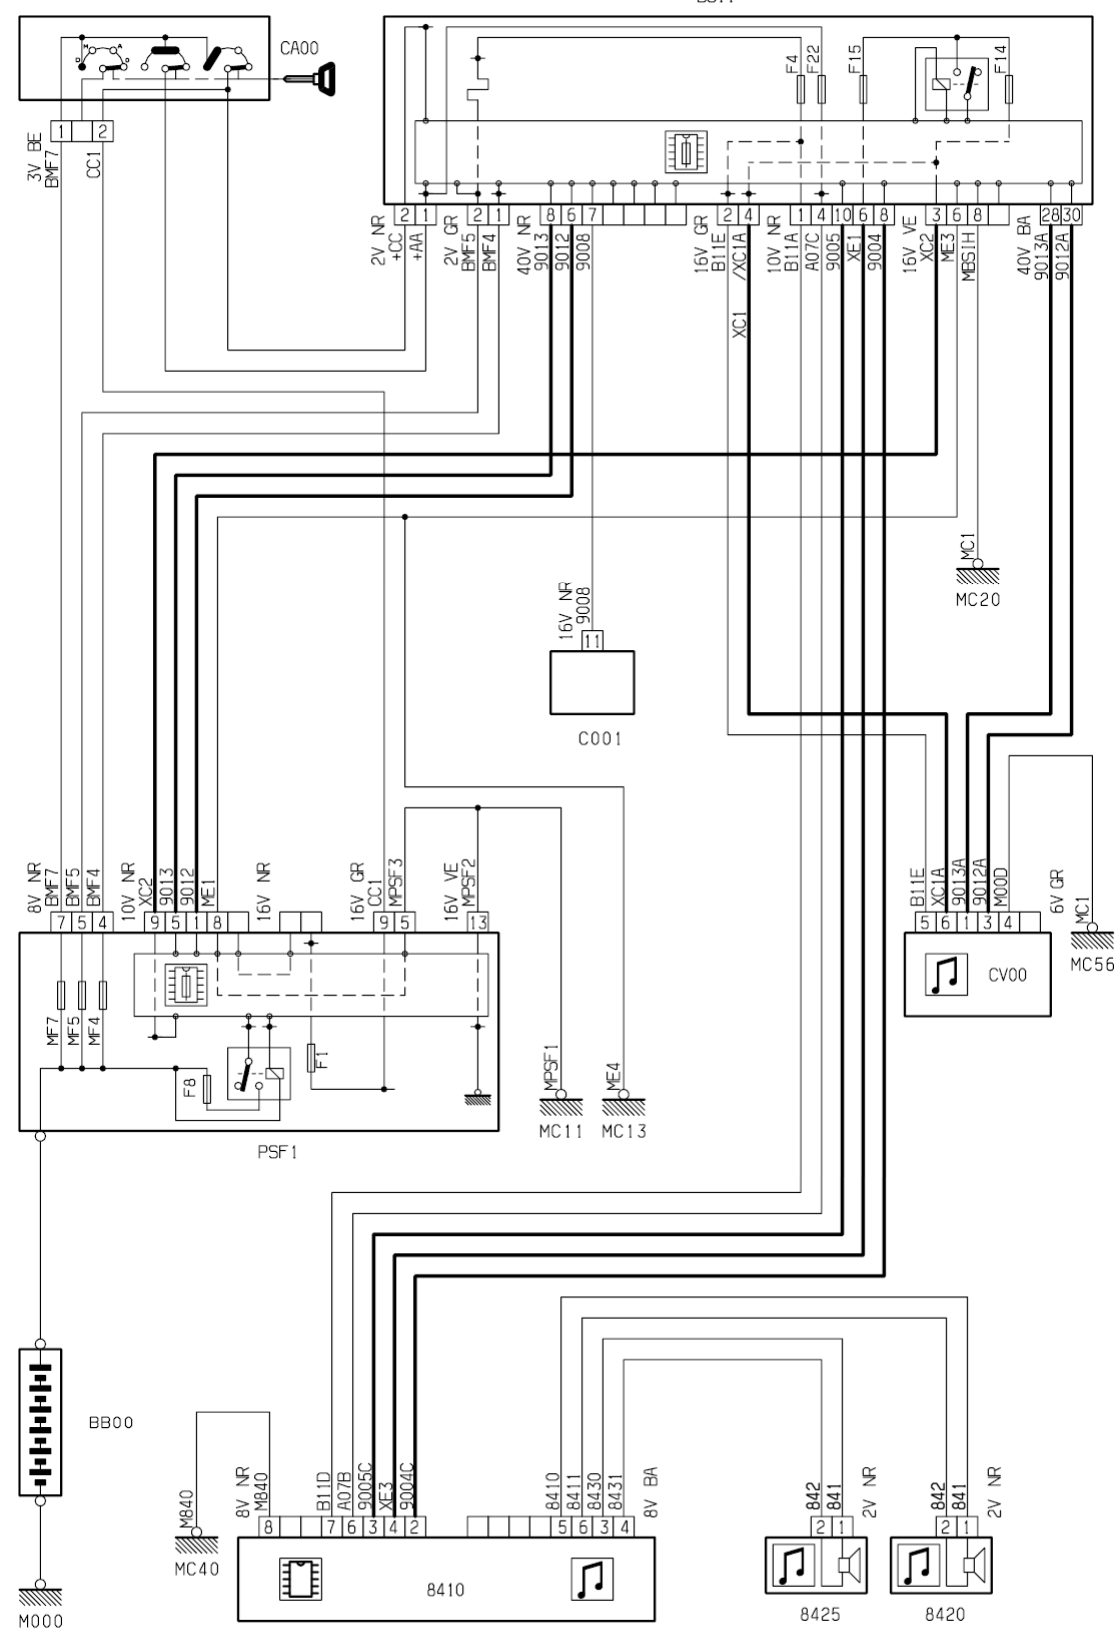 CA00
M A
D D
F4
F22
F15
F14
1 2
3V BE
BMF7
CC1
2 1 2 1 8 6 7 2 4 1 4 10 6 8 3 6 8 28 30
2V NR
+CC
+AA
2V GR
BMF5
BMF4
40V NR
9013
9012
9008
16V GR
B11E
/XC1A
XC1
10V NR
B11A
A07C
9005
XE1
9004
16V VE
XC2
ME3
MBSIH
40V BA
9013A
9012A
MC1
MC20
16V NR
9008
11
C001
8V NR
BMF7
BMF5
BMF4
10V NR
XC2
9013
9012
ME1
16V NR
16V GR
CC1
MPSF3
16V VE
MPSF2
7 5 4 9 5 1 8 9 5 13
B11E
XC1A
9013A
9012A
M00D
6V GR
MC1
5 6 1 3 4
MC56
CV00
MF7
MF5
MF4
F8
F1
PSF1
MPSF1
MC11
ME4
MC13
BB00
M000
M840
MC40
8V NR
M840
B11D
A07B
9005C
XE3
9004C
8410
8411
8430
8431
8V BA
8 7 6 3 4 2 5 6 3 4
8410
842
841
2V NR
2 1
8425
842
841
2V NR
2 1
8420